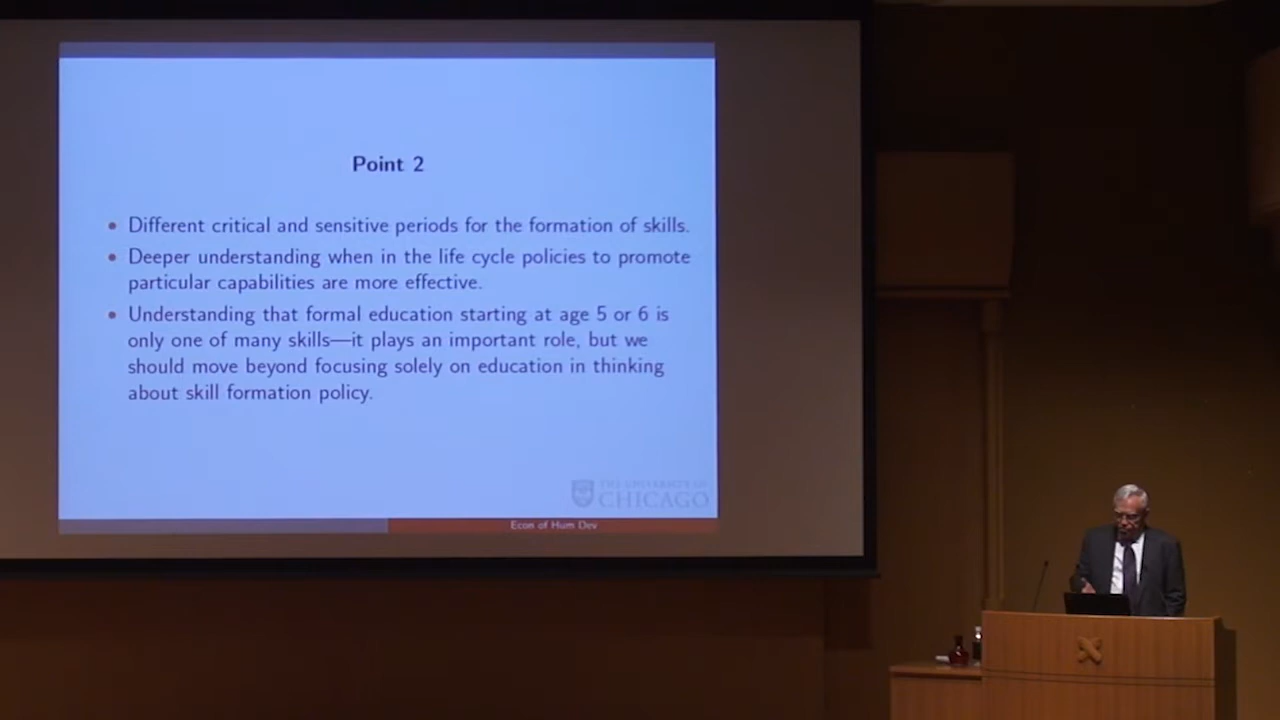 Point 2
• Different critical and sensitive periods for the formation of skills.
• Deeper understanding when in the life cycle policies to promote
particular capabilities are more effective.
• Understanding that formal education starting at age 5 or 6 is
only one of many skills—it plays an important role, but we
should move beyond focusing solely on education in thinking
about skill formation policy.
THE UNIVERSITY OF
CHICAGO
Econ of Hum Dev